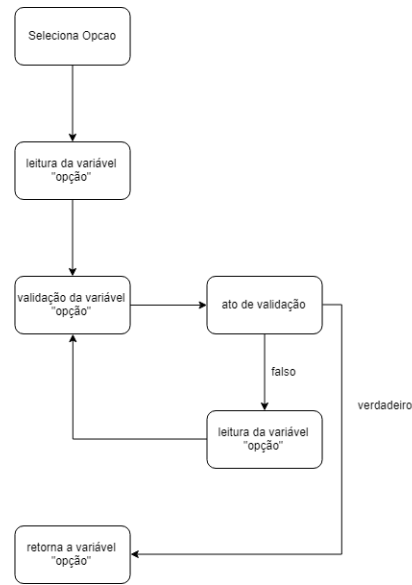 Seleciona Opcao
leitura da variável
"opção"
validação da variável
"opção"
ato de validação
falso
verdadeiro
leitura da variável
"opção"
retorna a variável
"opção"